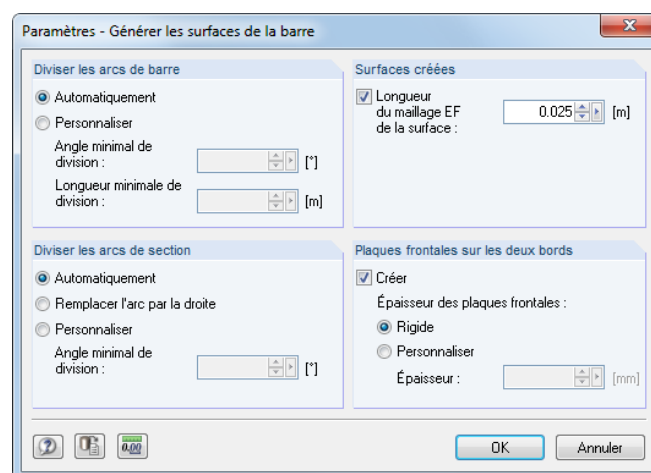 Paramètres - Générer les surfaces de la barre
Diviser les arcs de barre
Automatiquement
Personnaliser
Angle minimal de
division :
[°]
Longueur minimale de
division :
[m]
Surfaces créées
Longueur
du maillage EF
de la surface :
0.025
[m]
Diviser les arcs de section
Automatiquement
Remplacer l'arc par la droite
Personnaliser
Angle minimal de
division :
[°]
Plaques frontales sur les deux bords
Créer
Épaisseur des plaques frontales :
Rigide
Personnaliser
Épaisseur :
[mm]
0.00
OK
Annuler